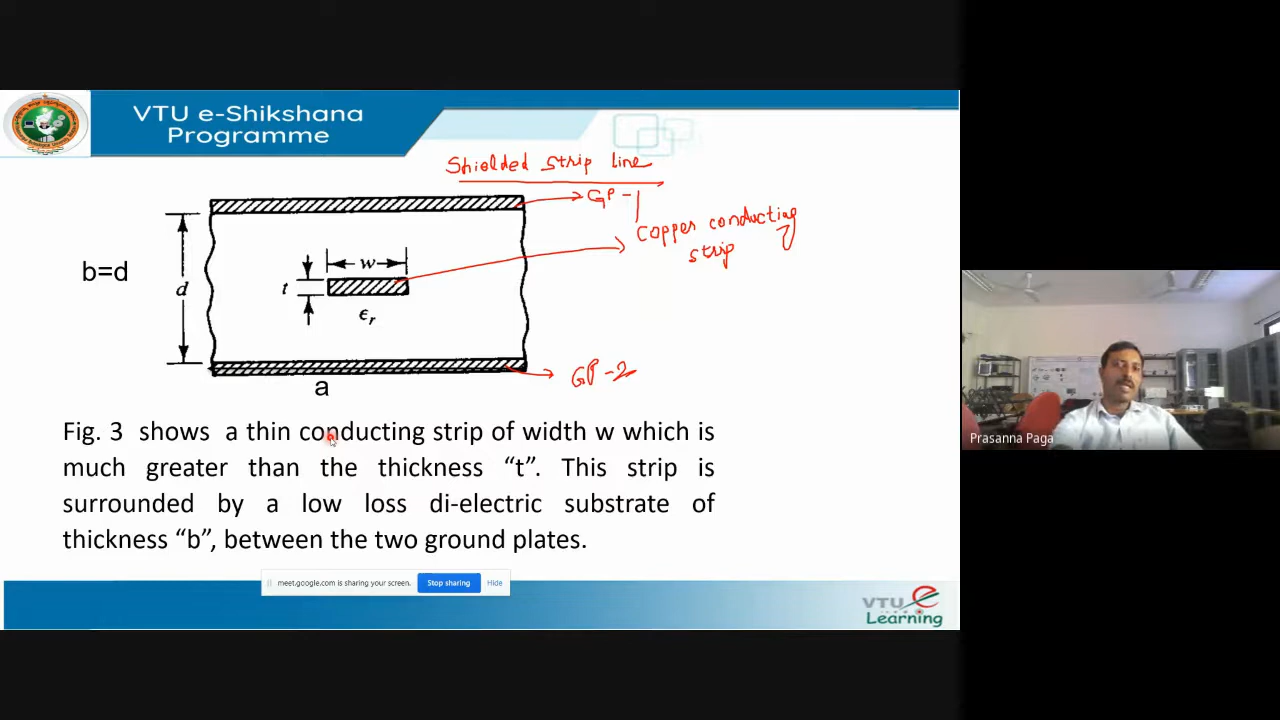 VTU e-Shikshana
Programme
Shielded strip line
GP-1
Copper conducting
strip
w
b=d
d
t
ϵr
GP-2
a
Fig. 3 shows a thin conducting strip of width w which is
much greater than the thickness “t”. This strip is
surrounded by a low loss di-electric substrate of
thickness “b”, between the two ground plates.
Prasanna Paga
meet.google.com is sharing your screen.
Stop sharing
Hide
VTU e
Learning